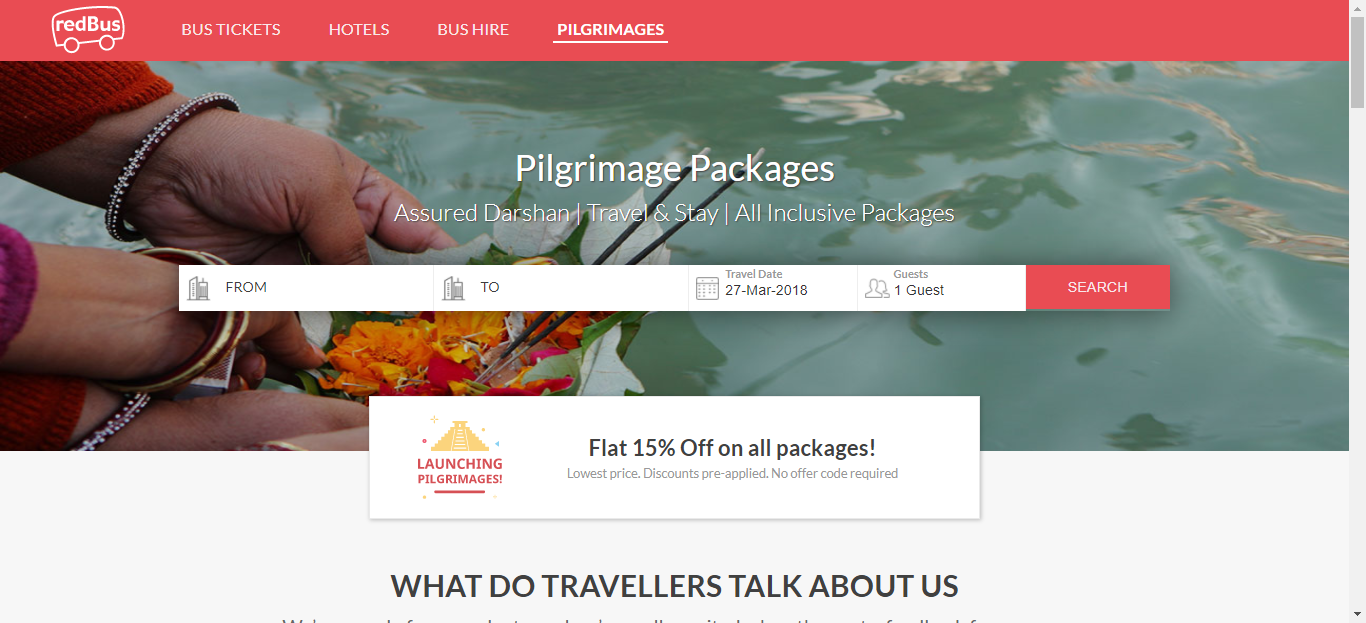 redBus
BUS TICKETS
HOTELS
BUS HIRE
PILGRIMAGES
Pilgrimage Packages
Assured Darshan | Travel & Stay | All Inclusive Packages
FROM
TO
Travel Date
27-Mar-2018
Guests
1 Guest
SEARCH
LAUNCHING
PILGRIMAGES!
Flat 15% Off on all packages!
Lowest price. Discounts pre-applied. No offer code required
WHAT DO TRAVELLERS TALK ABOUT US